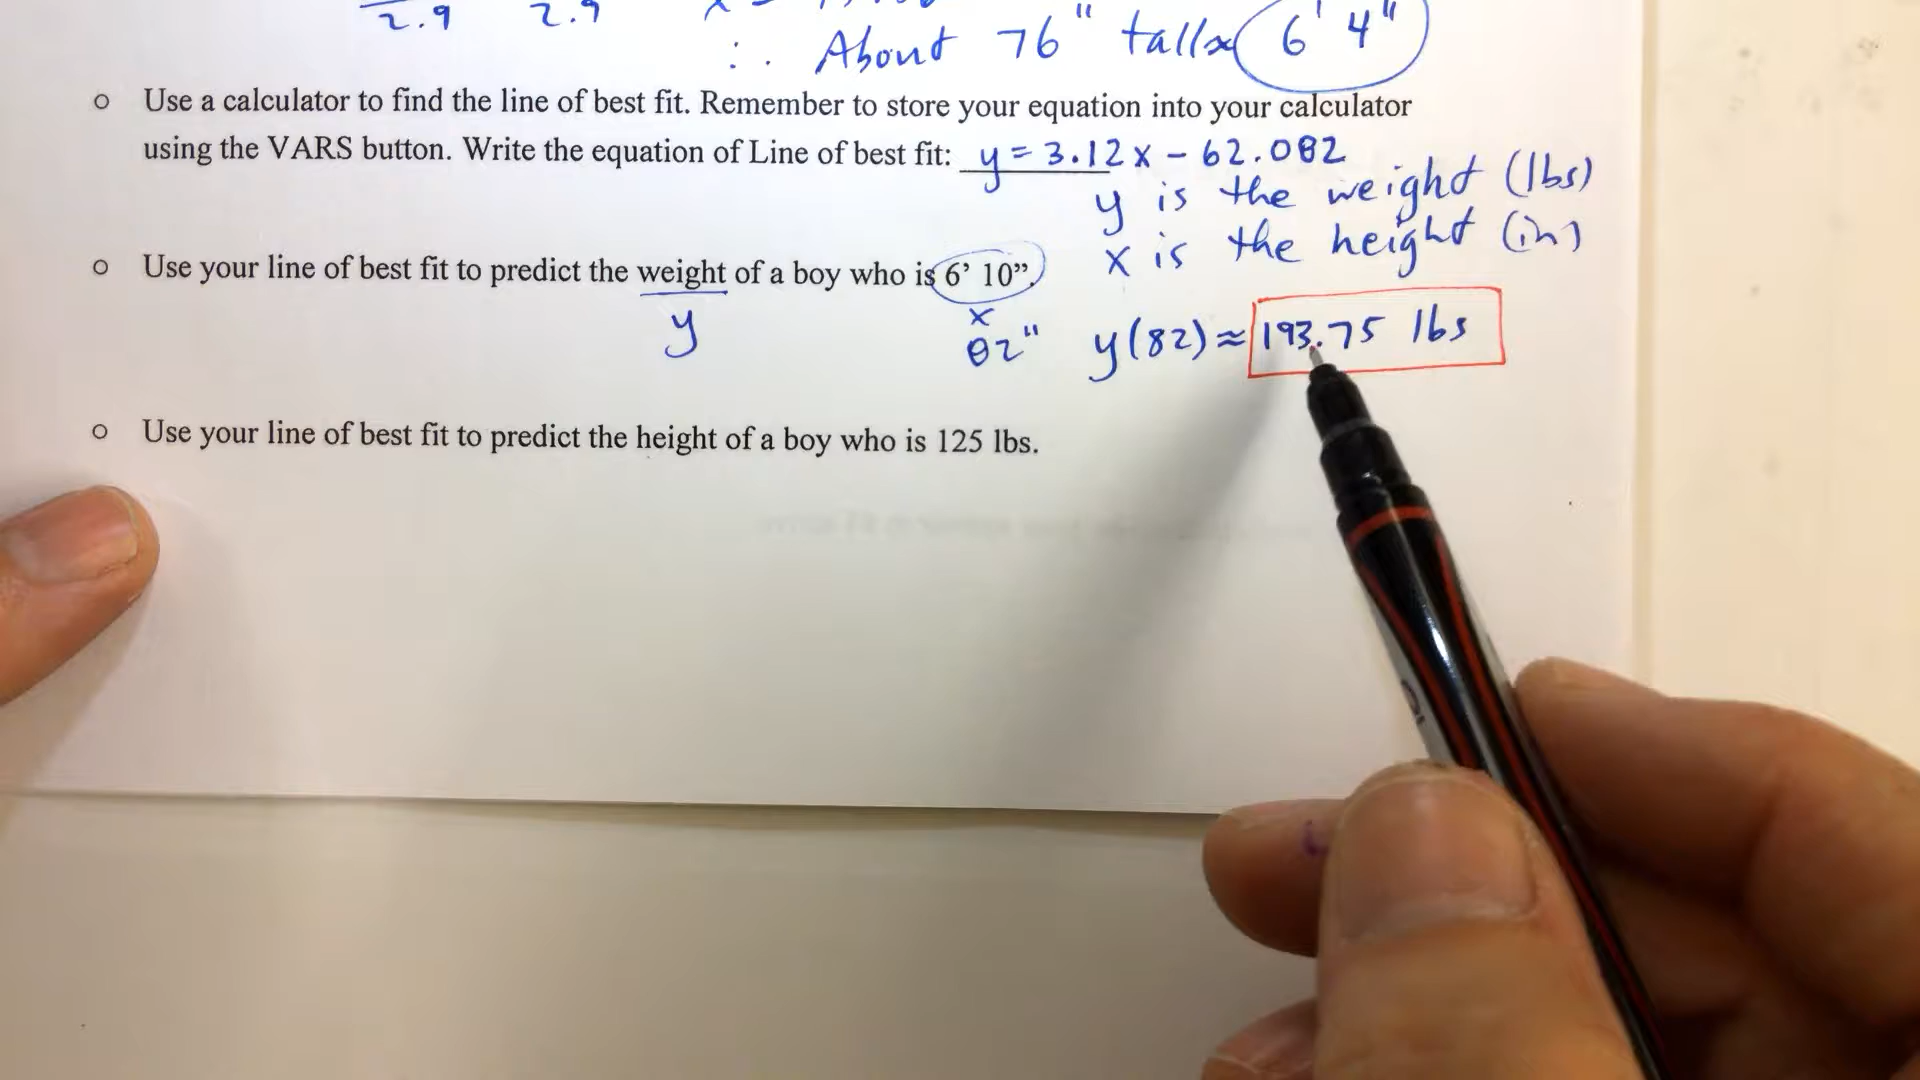 2.9 2.9 x =
∴ About 76" tall ≈ 6' 4"
Use a calculator to find the line of best fit. Remember to store your equation into your calculator
using the VARS button. Write the equation of Line of best fit: y = 3.12x - 62.082
y is the weight (lbs)
x is the height (in)
Use your line of best fit to predict the weight of a boy who is 6’ 10”.
y x
82" y(82) ≈ 193.75 lbs
Use your line of best fit to predict the height of a boy who is 125 lbs.